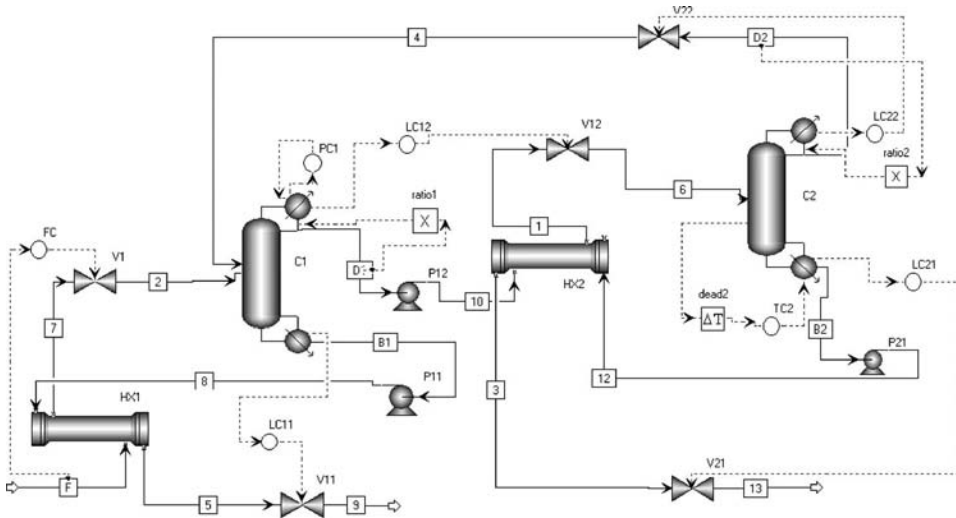 V22
4
D2
LC12
V12
LC22
PC1
ratio2
X
ratio1
X
6
C2
FC
V1
1
C1
D1
2
HX2
P12
10
LC21
dead2
TC2
ΔT
7
B1
B2
P21
8
3
12
P11
HX1
LC11
V21
F
V11
5
9
13